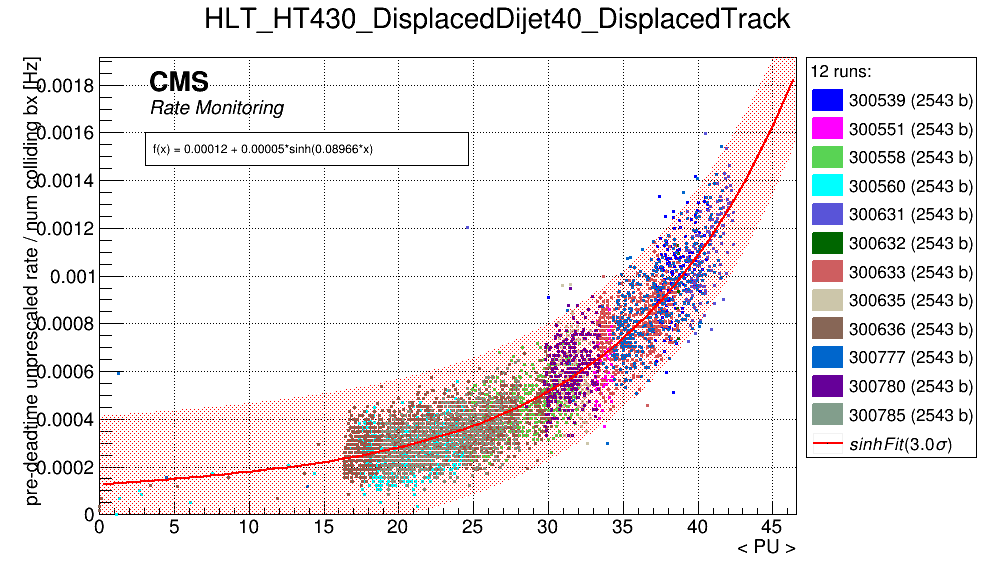 HLT_HT430_DisplacedDijet40_DisplacedTrack
pre-deadtime unprescaled rate / num colliding bx [Hz]
CMS
Rate Monitoring
f(x) = 0.00012 + 0.00005*sinh(0.08966*x)
0.0018
0.0016
0.0014
0.0012
0.001
0.0008
0.0006
0.0004
0.0002
0
0 5 10 15 20 25 30 35 40 45
< PU >
12 runs:
300539 (2543 b)
300551 (2543 b)
300558 (2543 b)
300560 (2543 b)
300631 (2543 b)
300632 (2543 b)
300633 (2543 b)
300635 (2543 b)
300636 (2543 b)
300777 (2543 b)
300780 (2543 b)
300785 (2543 b)
sinhFit(3.0σ)